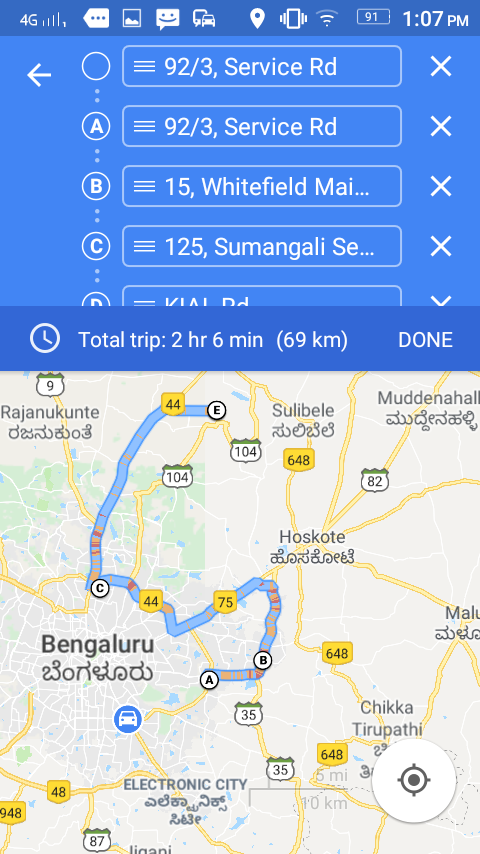 4G 91 1:07 PM
92/3, Service Rd
A 92/3, Service Rd
B 15, Whitefield Mai...
C 125, Sumangali Se...
D KIAL Rd
Total trip: 2 hr 6 min (69 km) DONE
9
Rajanukunte
ರಜನುಕುಂತೆ
44
E
Sulibele
ಸುಲಿಬೆಲೆ
Muddenahall
ಮುದ್ದೇನಹಳ್ಳಿ
104
104
648
82
Hoskote
ಹೊಸಕೋಟೆ
C
44
75
Bengaluru
ಬೆಂಗಳೂರು
A
B
648
Malu
ಮಳೂ
35
Chikka
Tirupathi
ಚಿ
ತಿ
648
35
5 mi
10 km
ELECTRONIC CITY
ಎಲೆಕ್ಟ್ರಾನಿಕ್ಸ್
ಸಿಟೀ
48
948
87
Jigani